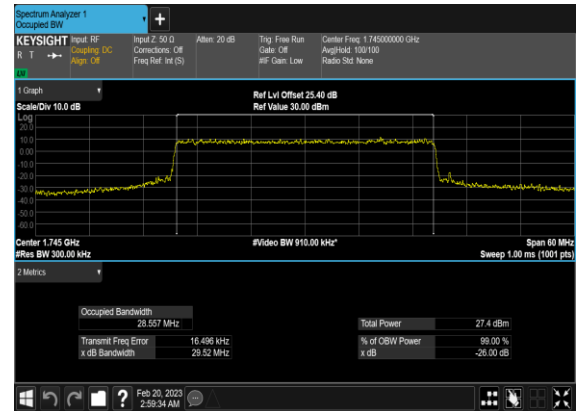 Spectrum Analyzer 1
Occupied BW
KEYSIGHT
R T
LXI
Input: RF
Coupling: DC
Align: Off
Input Z: 50 Ω
Corrections: Off
Freq Ref: Int (S)
Atten: 20 dB
Trig: Free Run
Gate: Off
#IF Gain: Low
Center Freq: 1.745000000 GHz
Avg|Hold: 100/100
Radio Std: None
1 Graph
Scale/Div 10.0 dB
Ref Lvl Offset 25.40 dB
Ref Value 30.00 dBm
Log
20.0
10.0
0.00
-10.0
-20.0
-30.0
-40.0
-50.0
-60.0
Center 1.745 GHz
#Res BW 300.00 kHz
#Video BW 910.00 kHz*
Span 60 MHz
Sweep 1.00 ms (1001 pts)
2 Metrics
Occupied Bandwidth
28.557 MHz
Total Power 27.4 dBm
Transmit Freq Error 16.496 kHz
% of OBW Power 99.00 %
x dB Bandwidth 29.52 MHz
x dB -26.00 dB
?
Feb 20, 2023
2:59:34 AM